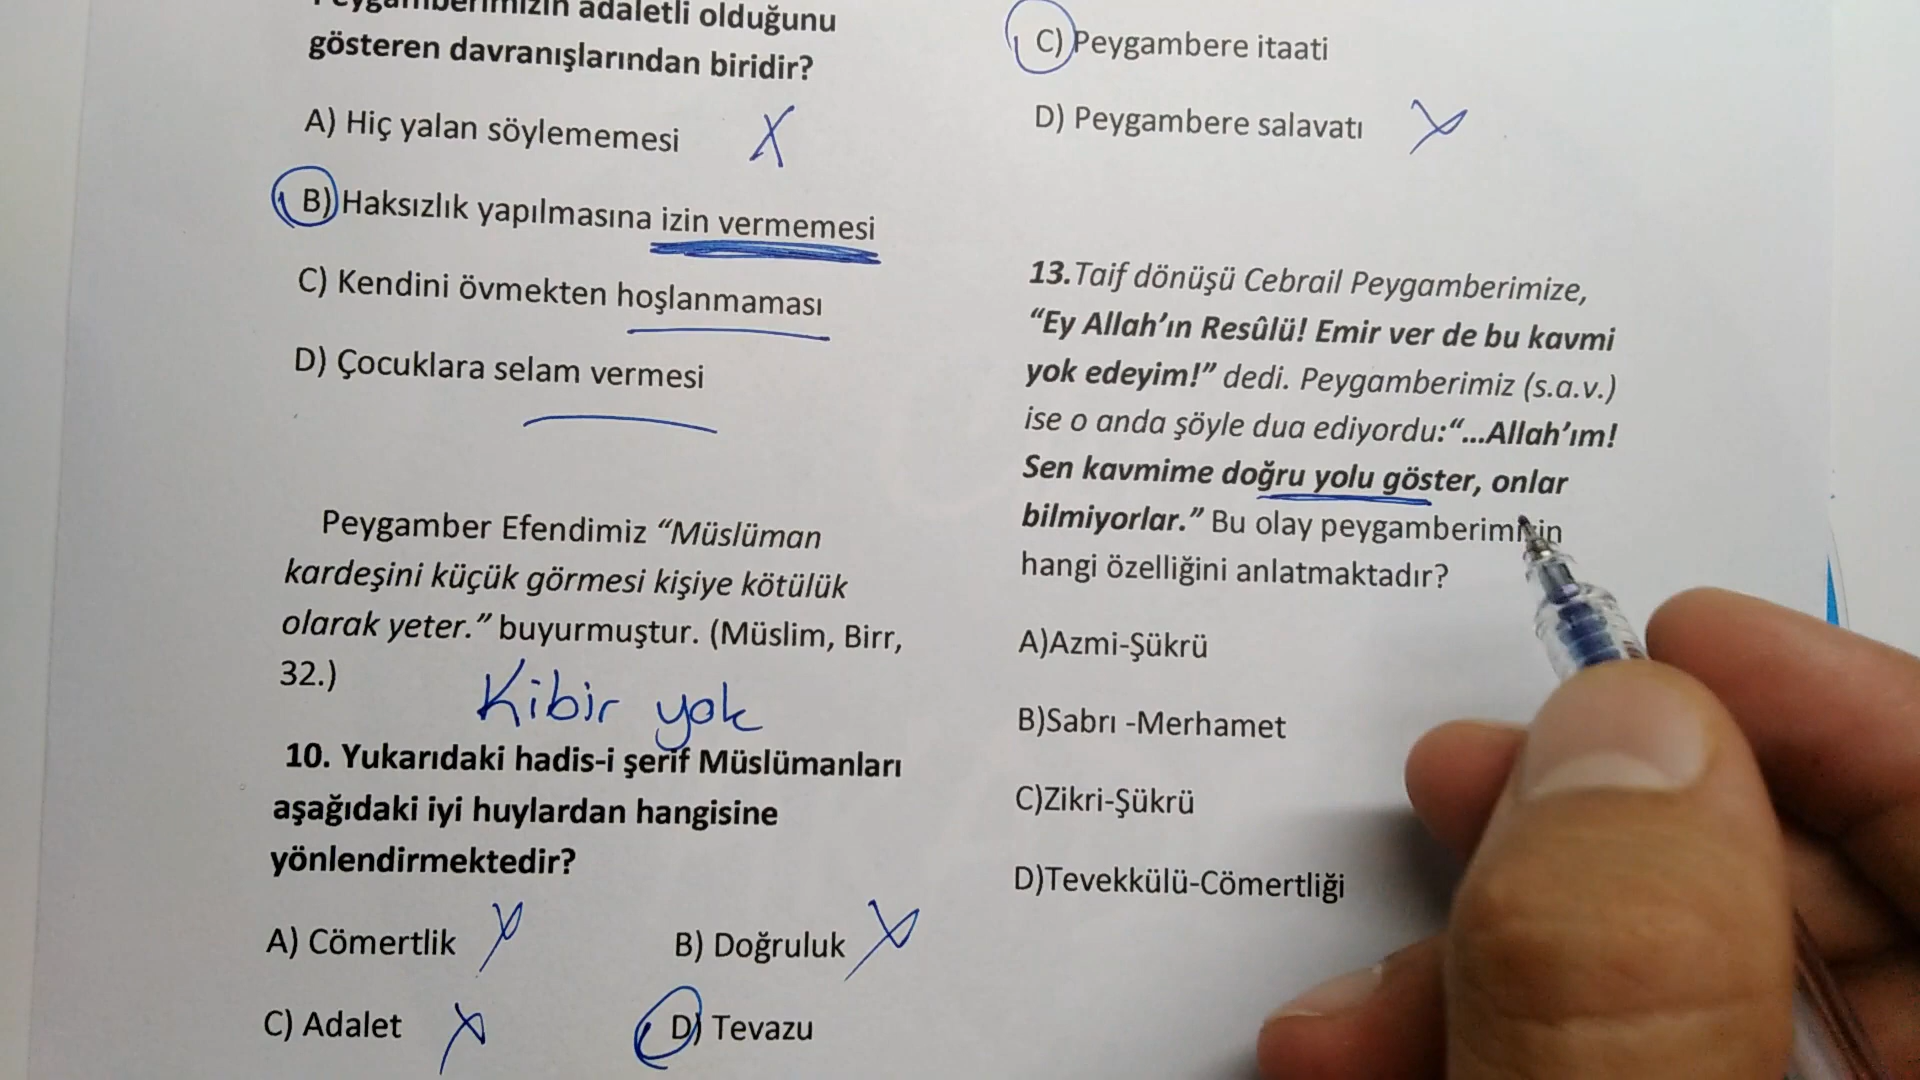 Peygamberimizin adaletli olduğunu
gösteren davranışlarından biridir?
A) Hiç yalan söylememesi
B) Haksızlık yapılmasına izin vermemesi
C) Kendini övmekten hoşlanmaması
D) Çocuklara selam vermesi
Peygamber Efendimiz “Müslüman
kardeşini küçük görmesi kişiye kötülük
olarak yeter.” buyurmuştur. (Müslim, Birr,
32.)
Kibir yok
10. Yukarıdaki hadis-i şerif Müslümanları
aşağıdaki iyi huylardan hangisine
yönlendirmektedir?
A) Cömertlik B) Doğruluk
C) Adalet D) Tevazu
C) Peygambere itaati
D) Peygambere salavatı
13.Taif dönüşü Cebrail Peygamberimize,
“Ey Allah’ın Resûlü! Emir ver de bu kavmi
yok edeyim!” dedi. Peygamberimiz (s.a.v.)
ise o anda şöyle dua ediyordu:“...Allah’ım!
Sen kavmime doğru yolu göster, onlar
bilmiyorlar.” Bu olay peygamberimizin
hangi özelliğini anlatmaktadır?
A)Azmi-Şükrü
B)Sabrı -Merhamet
C)Zikri-Şükrü
D)Tevekkülü-Cömertliği